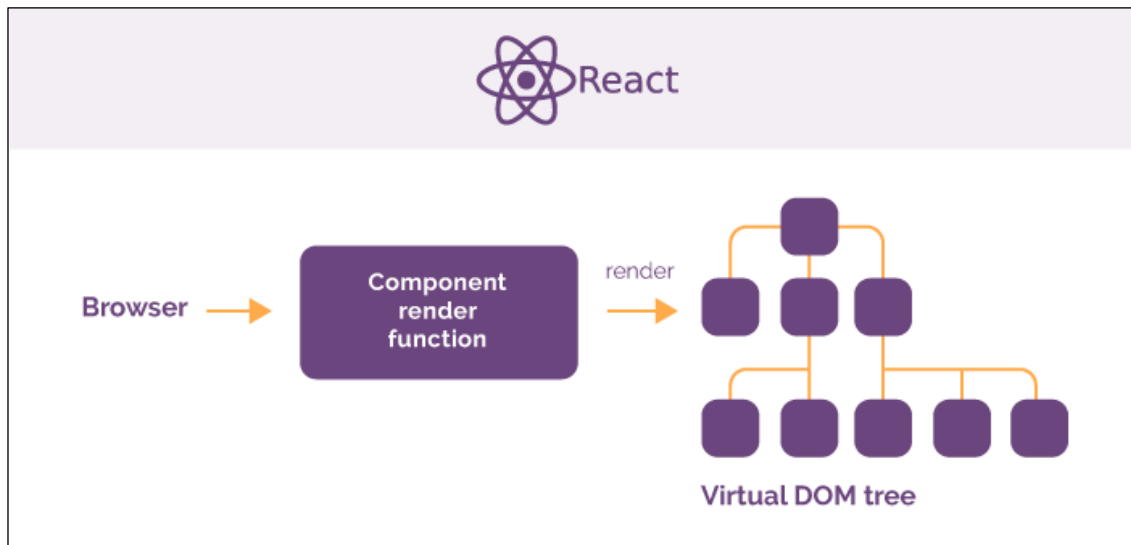 React
Browser
Component
render
function
render
Virtual DOM tree